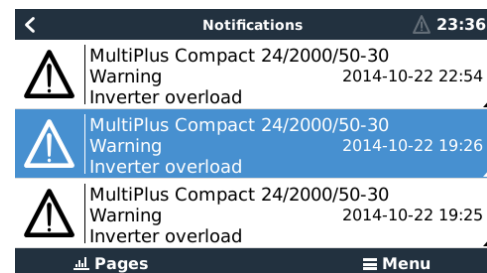 Notifications 23:36
MultiPlus Compact 24/2000/50-30
Warning 2014-10-22 22:54
Inverter overload
MultiPlus Compact 24/2000/50-30
Warning 2014-10-22 19:26
Inverter overload
MultiPlus Compact 24/2000/50-30
Warning 2014-10-22 19:25
Inverter overload
Pages Menu